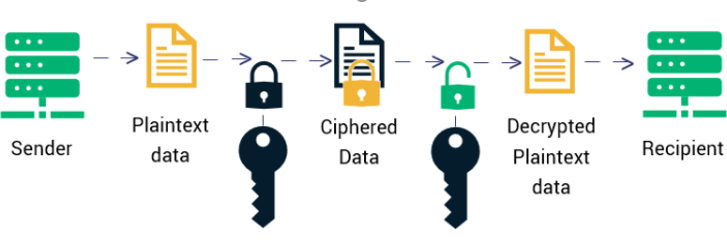 Sender
Plaintext
data
Ciphered
Data
Decrypted
Plaintext
data
Recipient